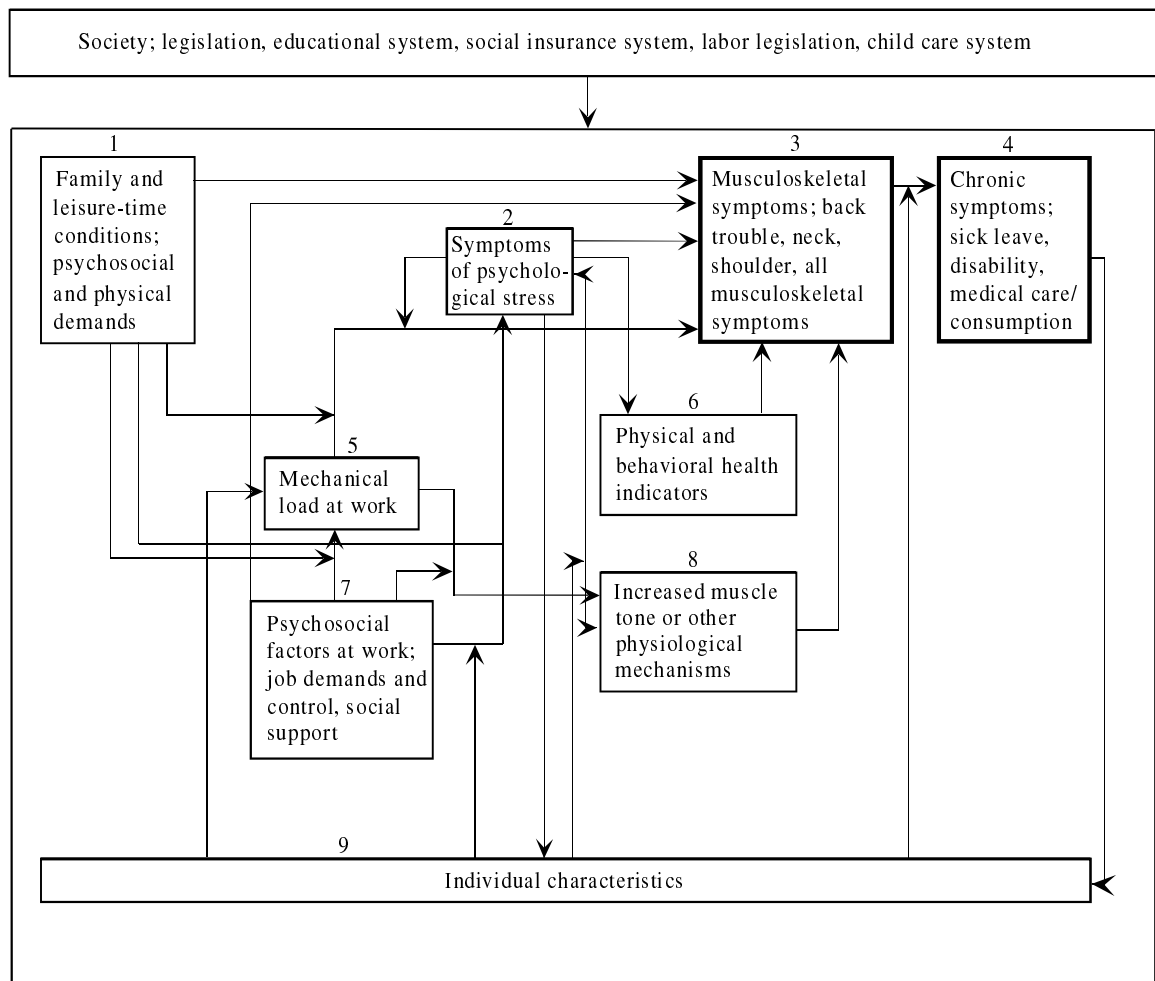 Society; legislation, educational system, social insurance system, labor legislation, child care system
1
Family and
leisure-time
conditions;
psychosocial
and physical
demands
2
Symptoms
of psycholo-
gical stress
3
Musculoskeletal
symptoms; back
trouble, neck,
shoulder, all
musculoskeletal
symptoms
4
Chronic
symptoms;
sick leave,
disability,
medical care/
consumption
5
Mechanical
load at work
6
Physical and
behavioral health
indicators
7
Psychosocial
factors at work;
job demands and
control, social
support
8
Increased muscle
tone or other
physiological
mechanisms
9
Individual characteristics